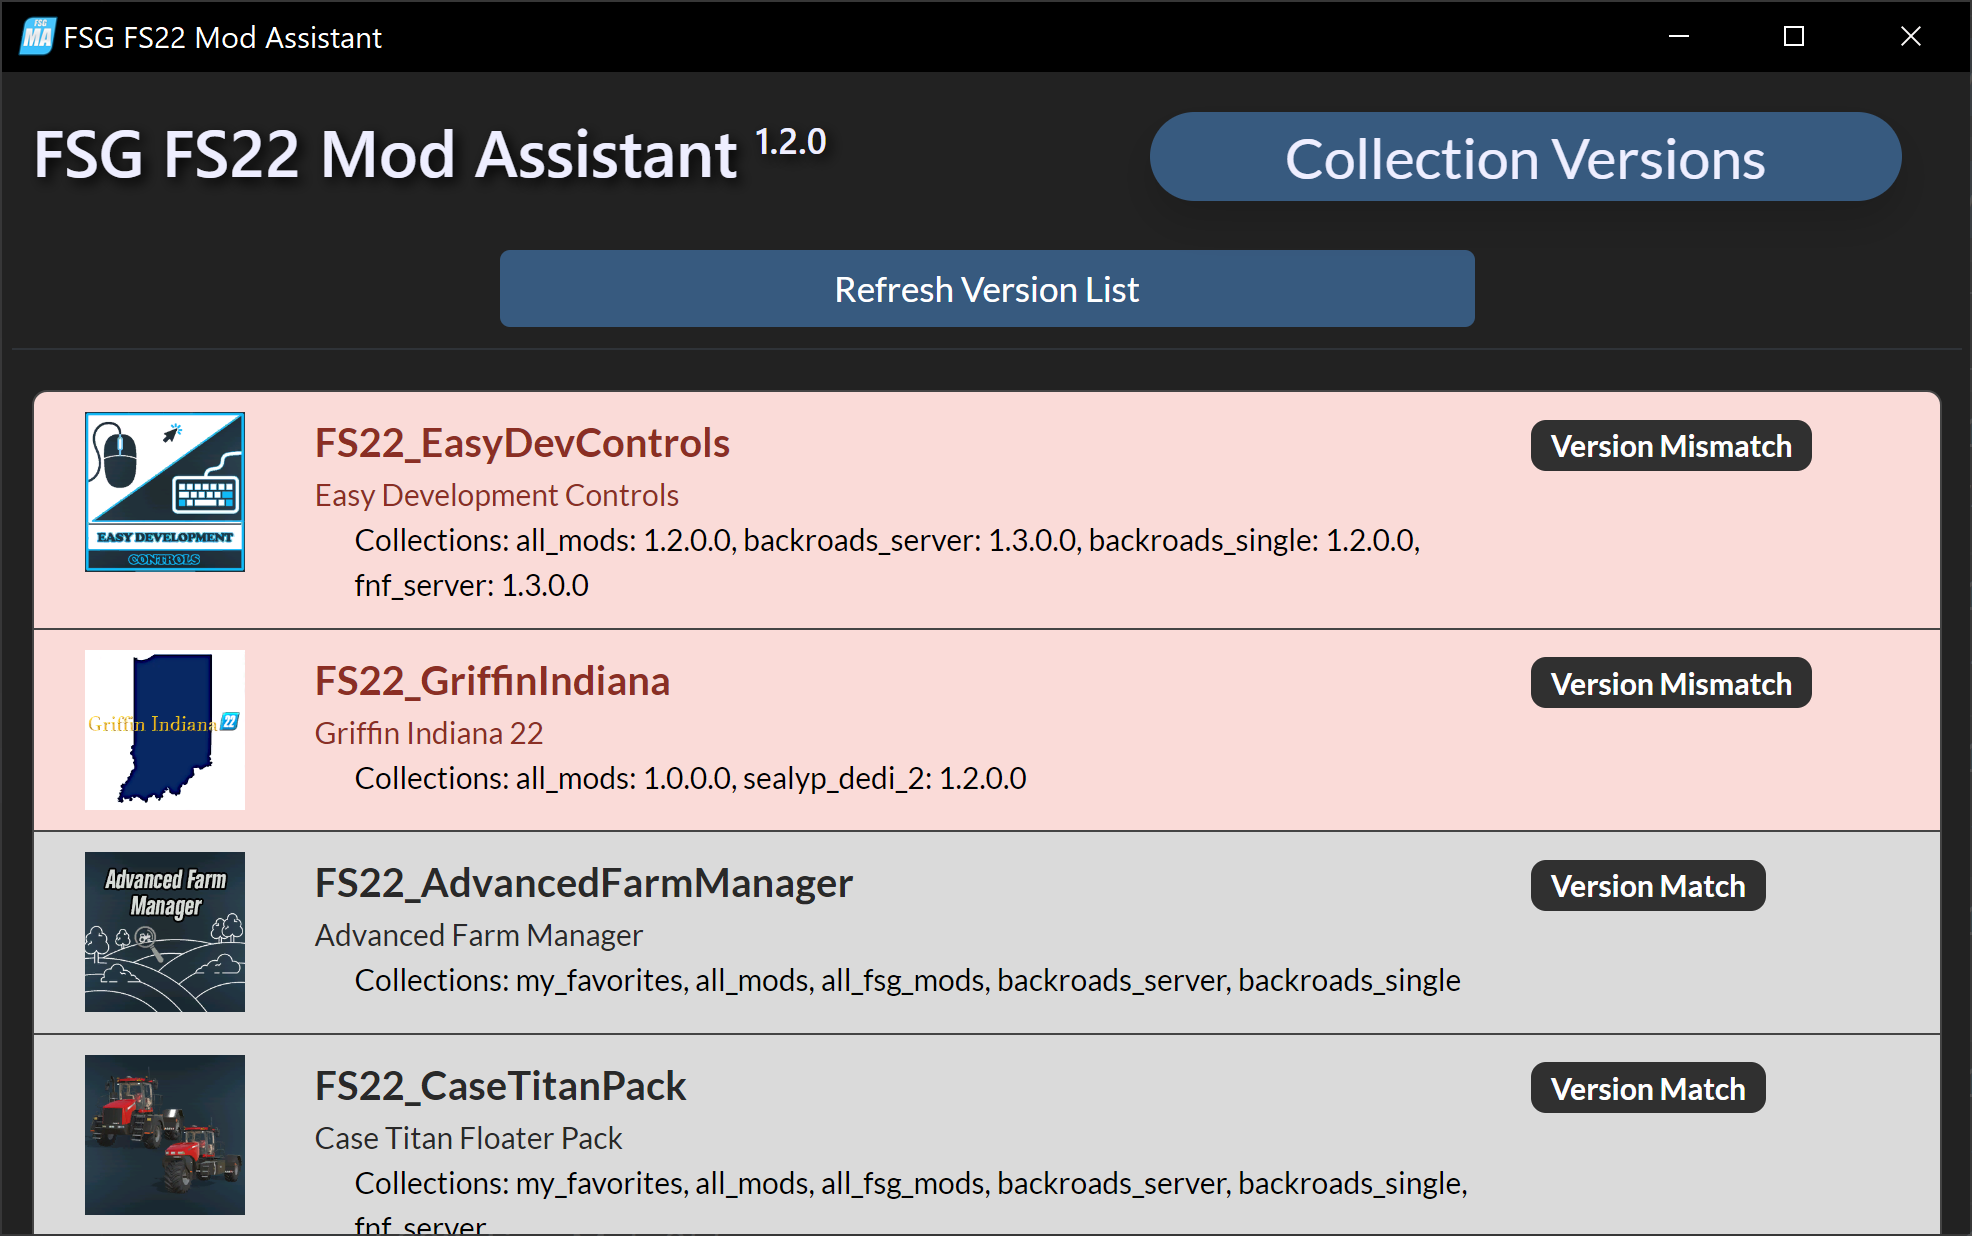 FSG
MA
FSG FS22 Mod Assistant
FSG FS22 Mod Assistant 1.2.0
Collection Versions
Refresh Version List
EASY DEVELOPMENT
CONTROLS
FS22_EasyDevControls
Version Mismatch
Easy Development Controls
Collections: all_mods: 1.2.0.0, backroads_server: 1.3.0.0, backroads_single: 1.2.0.0,
fnf_server: 1.3.0.0
Griffin Indiana 22
FS22_GriffinIndiana
Version Mismatch
Griffin Indiana 22
Collections: all_mods: 1.0.0.0, sealyp_dedi_2: 1.2.0.0
Advanced Farm
Manager
FS22_AdvancedFarmManager
Version Match
Advanced Farm Manager
Collections: my_favorites, all_mods, all_fsg_mods, backroads_server, backroads_single
FS22_CaseTitanPack
Version Match
Case Titan Floater Pack
Collections: my_favorites, all_mods, all_fsg_mods, backroads_server, backroads_single,
fnf_server